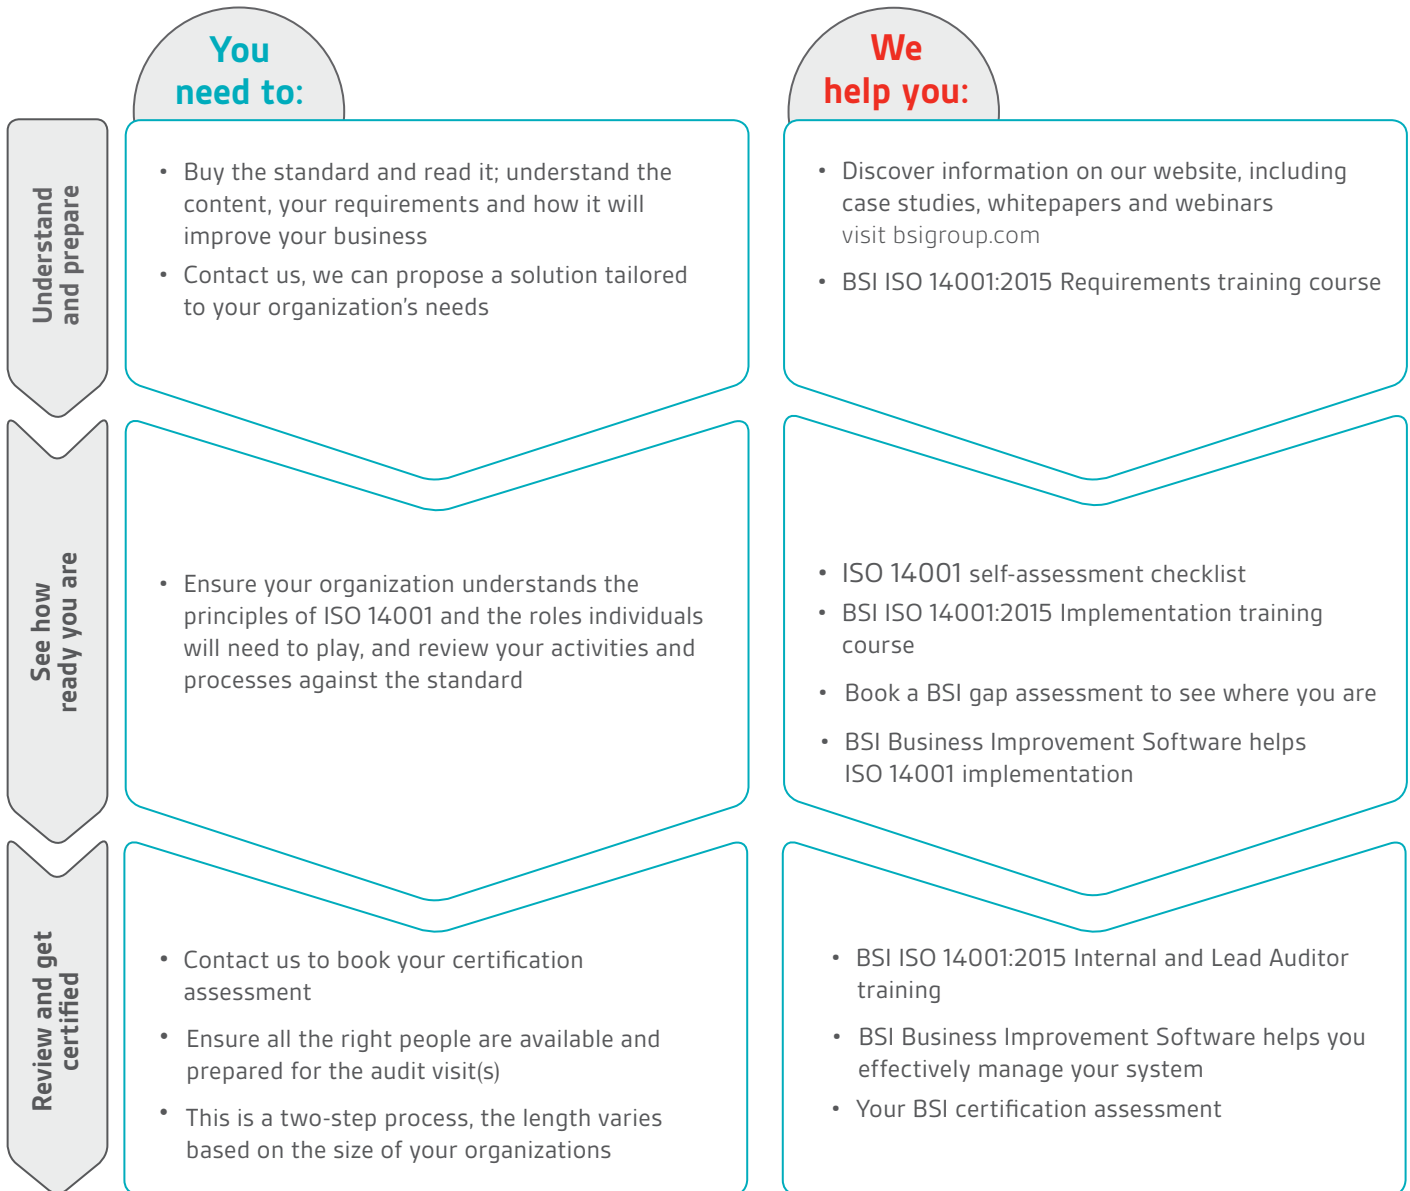 You
need to:
We
help you:
Understand
and prepare
• Buy the standard and read it; understand the
content, your requirements and how it will
improve your business
• Contact us, we can propose a solution tailored
to your organization's needs
• Discover information on our website, including
case studies, whitepapers and webinars
visit bsigroup.com
• BSI ISO 14001:2015 Requirements training course
See how
ready you are
• Ensure your organization understands the
principles of ISO 14001 and the roles individuals
will need to play, and review your activities and
processes against the standard
• ISO 14001 self-assessment checklist
• BSI ISO 14001:2015 Implementation training
course
• Book a BSI gap assessment to see where you are
• BSI Business Improvement Software helps
ISO 14001 implementation
Review and get
certified
• Contact us to book your certification
assessment
• Ensure all the right people are available and
prepared for the audit visit(s)
• This is a two-step process, the length varies
based on the size of your organizations
• BSI ISO 14001:2015 Internal and Lead Auditor
training
• BSI Business Improvement Software helps you
effectively manage your system
• Your BSI certification assessment